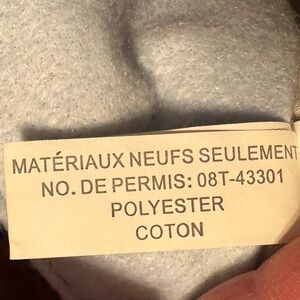 MATÉRIAUX NEUFS SEULEMENT
NO. DE PERMIS: 08T-43301
POLYESTER
COTON